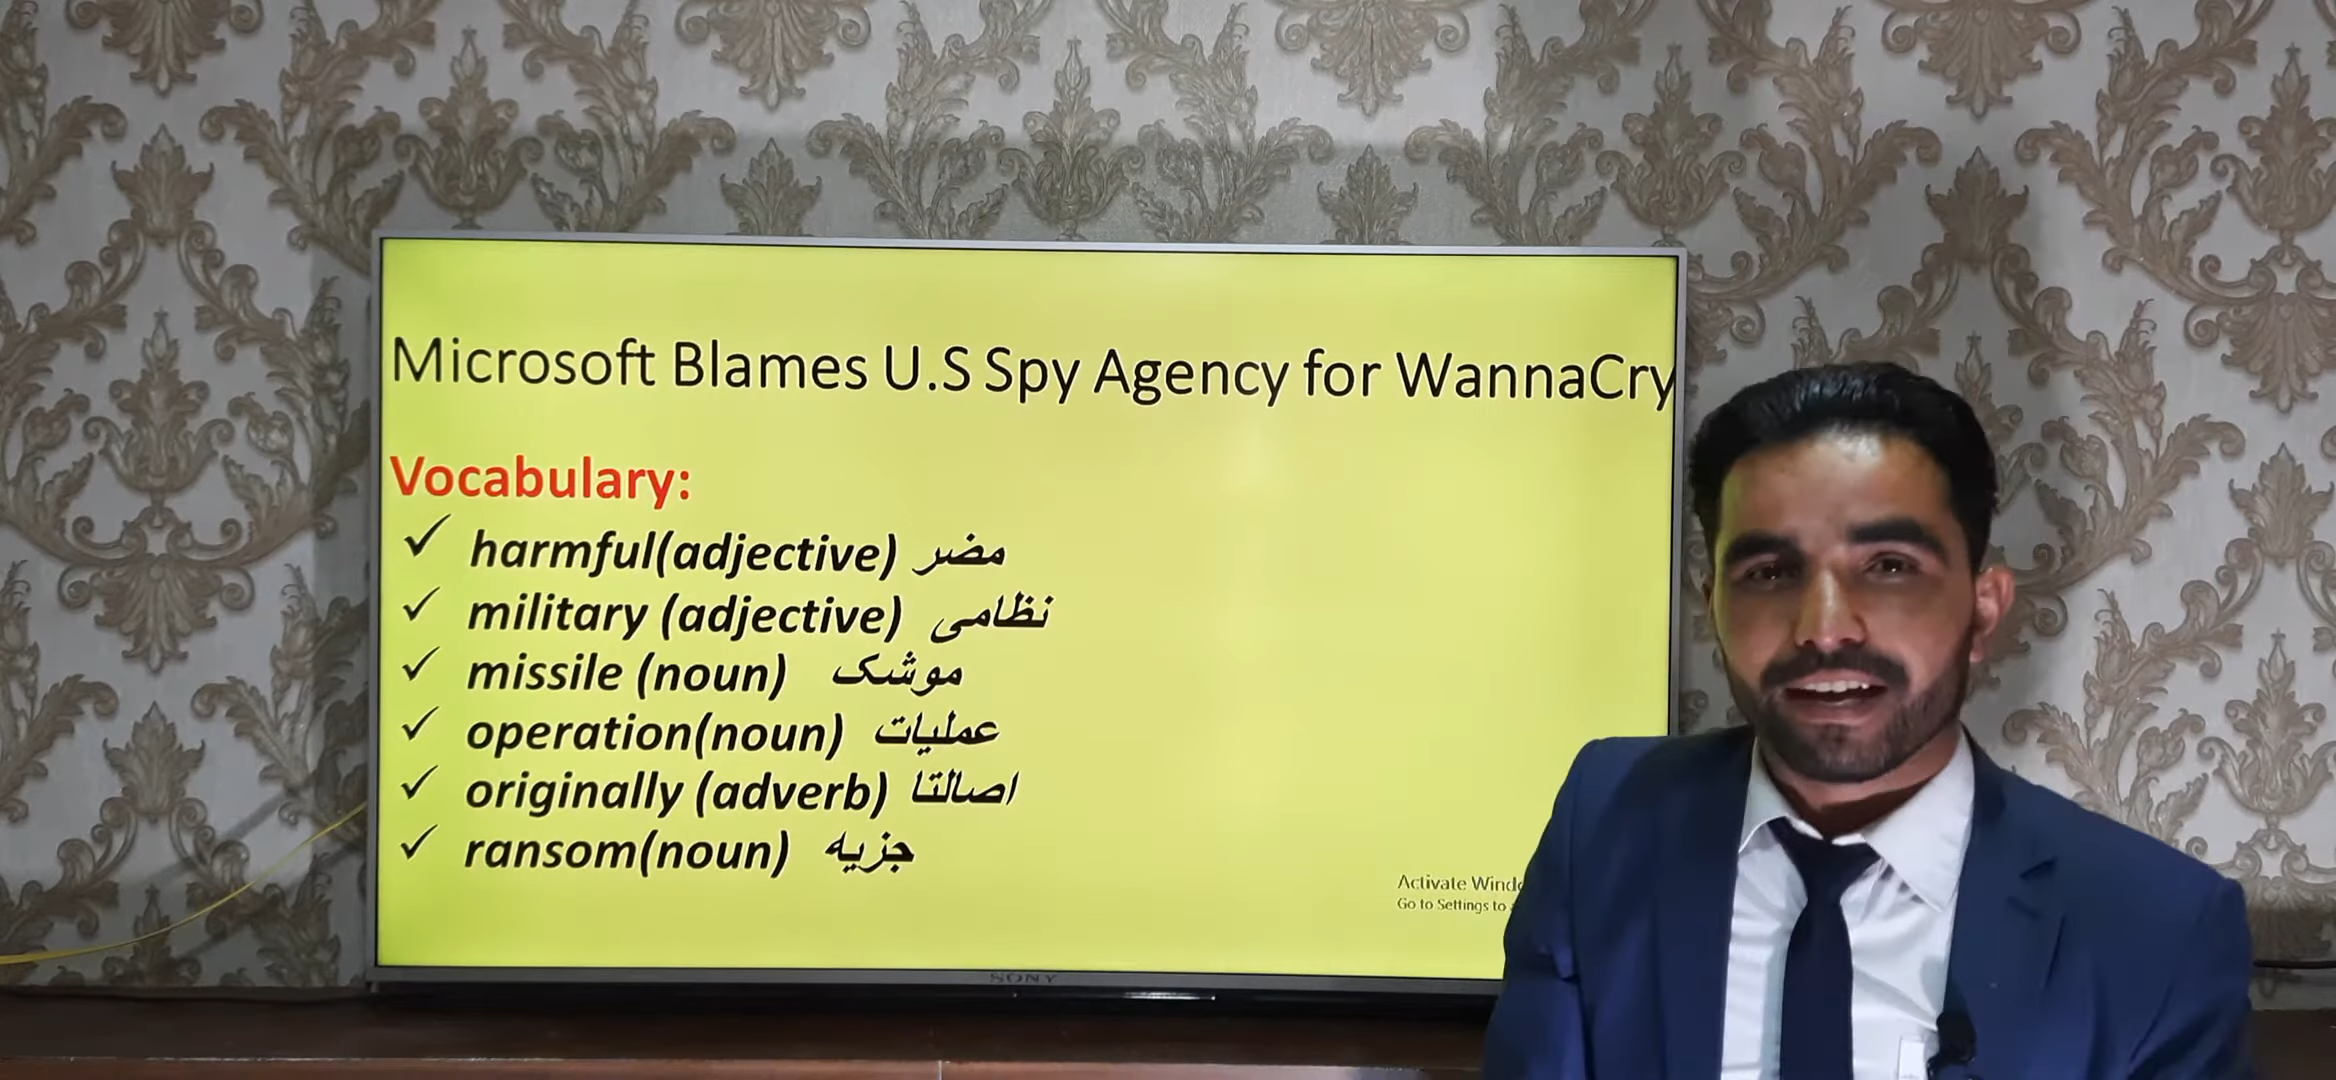 Microsoft Blames U.S Spy Agency for WannaCry
Vocabulary:
✓ harmful(adjective) مضر
✓ military (adjective) نظامی
✓ missile (noun) موشک
✓ operation(noun) عملیات
✓ originally (adverb) اصالتا
✓ ransom(noun) جزیه
Activate
Go to Settings to
SONY